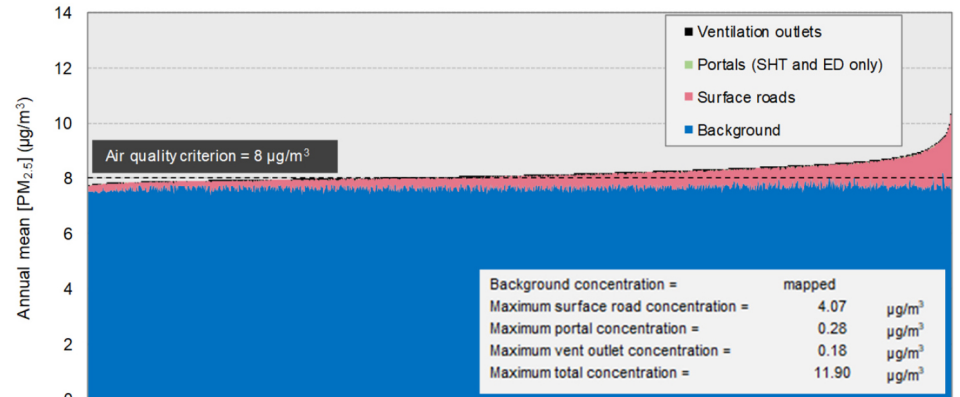 14
12
10
8
6
4
2
0
Annual mean [PM2.5] (µg/m3)
Air quality criterion = 8 µg/m3
Ventilation outlets
Portals (SHT and ED only)
Surface roads
Background
Background concentration = mapped
Maximum surface road concentration = 4.07 µg/m3
Maximum portal concentration = 0.28 µg/m3
Maximum vent outlet concentration = 0.18 µg/m3
Maximum total concentration = 11.90 µg/m3